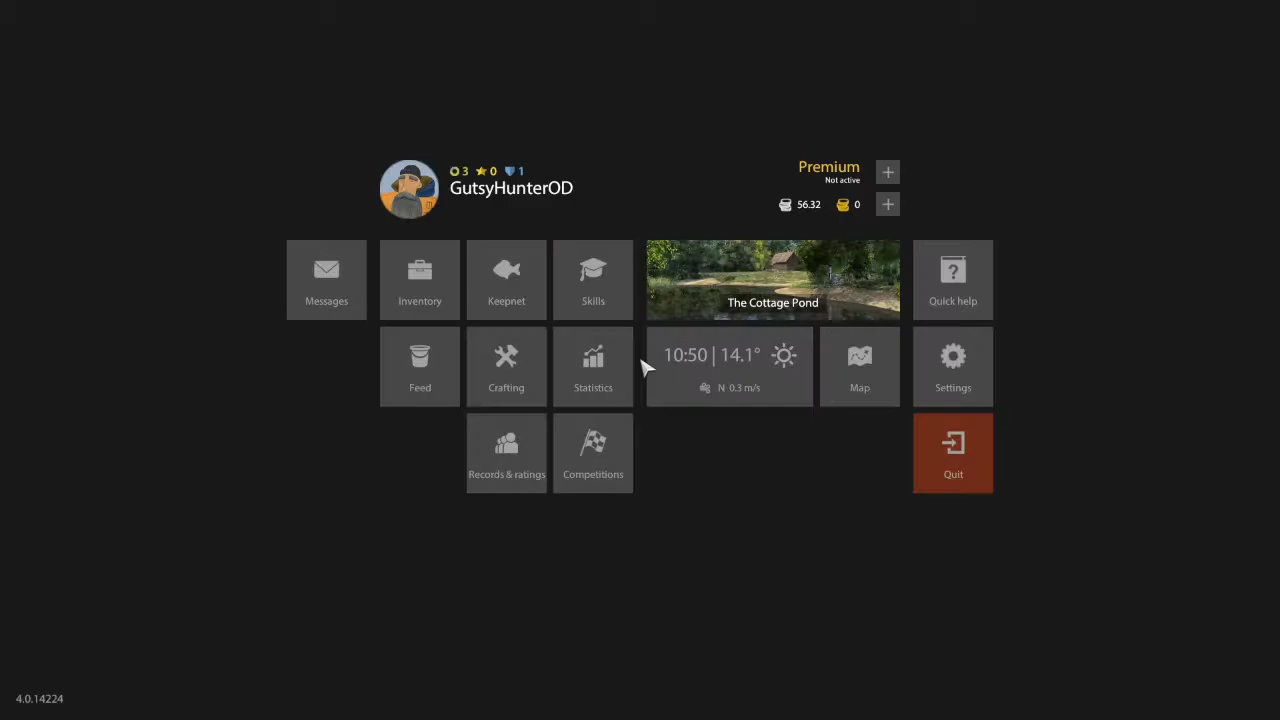 3 0 1
GutsyHunterOD
Premium
Not active
56.32 0
Messages
Inventory
Keepnet
Skills
The Cottage Pond
Quick help
Feed
Crafting
Statistics
10:50 | 14.1°
N 0.3 m/s
Map
Settings
Records & ratings
Competitions
Quit
4.0.14224